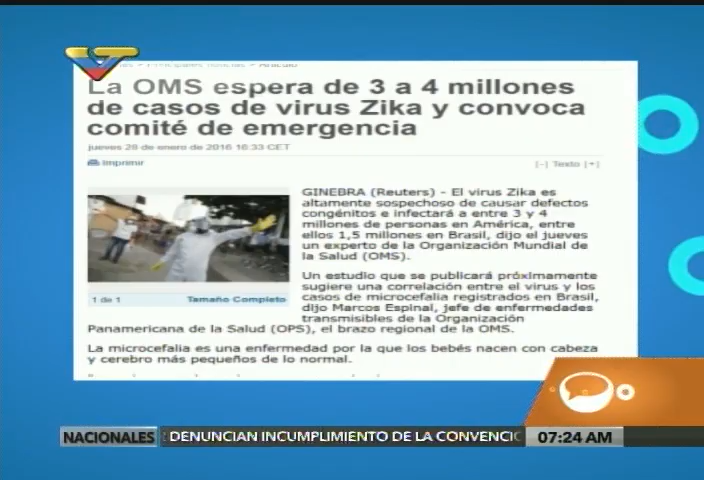 La OMS espera de 3 a 4 millones
de casos de virus Zika y convoca
comité de emergencia
jueves 28 de enero de 2016 16:33 CET
Imprimir
[-] Texto [+]
GINEBRA (Reuters) - El virus Zika es
altamente sospechoso de causar defectos
congénitos e infectará a entre 3 y 4
millones de personas en América, entre
ellos 1,5 millones en Brasil, dijo el jueves
un experto de la Organización Mundial de
la Salud (OMS).
1 de 1
Tamaño Completo
Un estudio que se publicará próximamente
sugiere una correlación entre el virus y los
casos de microcefalia registrados en Brasil,
dijo Marcos Espinal, jefe de enfermedades
transmisibles de la Organización
Panamericana de la Salud (OPS), el brazo regional de la OMS.
La microcefalia es una enfermedad por la que los bebés nacen con cabeza
y cerebro más pequeños de lo normal.
NACIONALES
DENUNCIAN INCUMPLIMIENTO DE LA CONVENCI
07:24 AM